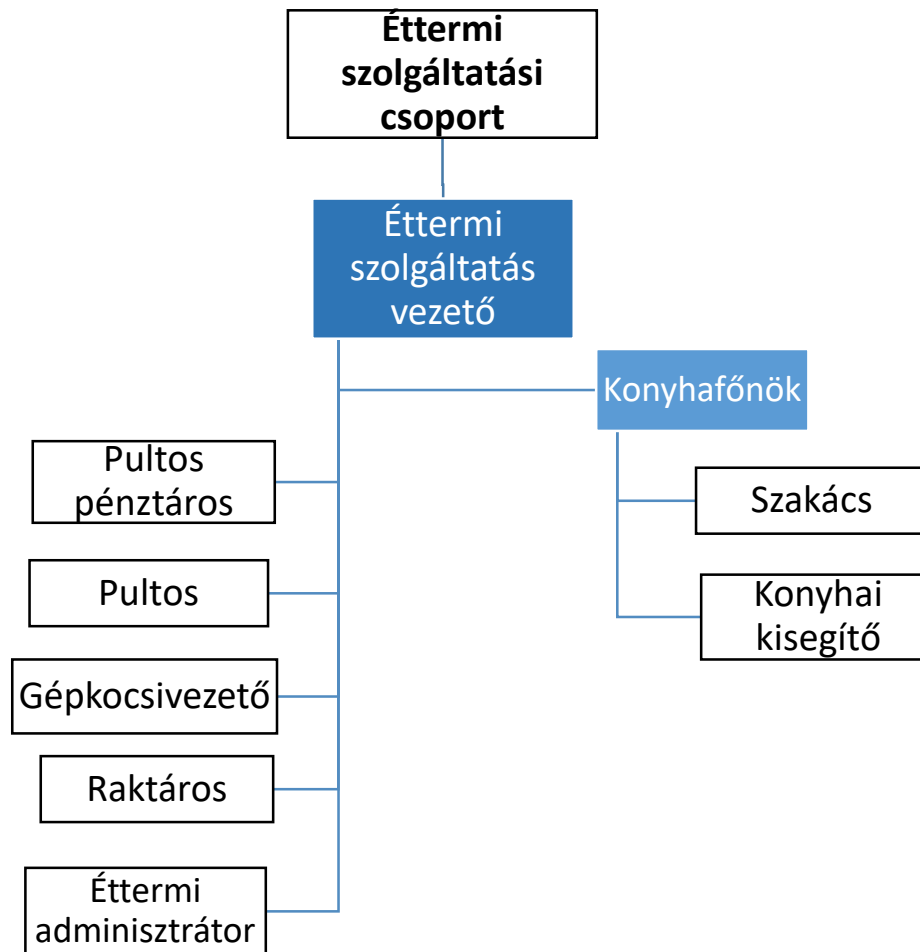 Éttermi
szolgáltatási
csoport
Éttermi
szolgáltatás
vezető
Konyhafőnök
Pultos
pénztáros
Szakács
Pultos
Konyhai
kisegítő
Gépkocsivezető
Raktáros
Éttermi
adminisztrátor